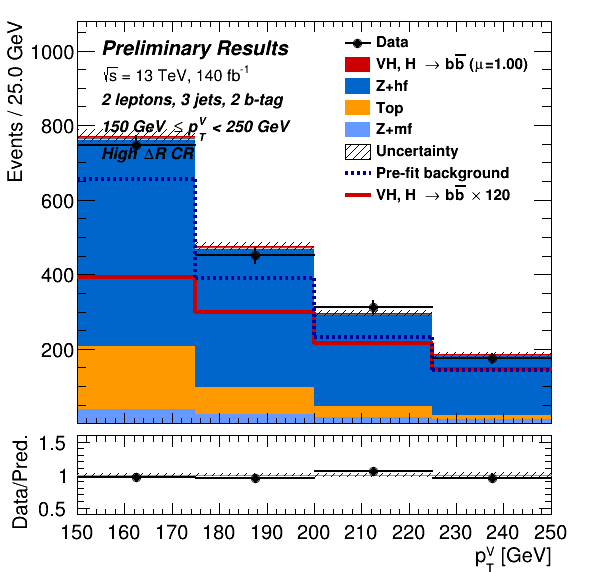 Preliminary Results
√s = 13 TeV, 140 fb⁻¹
2 leptons, 3 jets, 2 b-tag
150 GeV ≤ p_T^V < 250 GeV
High ΔR CR
Data
VH, H → bb̅ (μ=1.00)
Z+hf
Top
Z+mf
Uncertainty
Pre-fit background
VH, H → bb̅ × 120
Events / 25.0 GeV
1000
800
600
400
200
Data/Pred.
1.5
1
0.5
150 160 170 180 190 200 210 220 230 240 250
p_T^V [GeV]